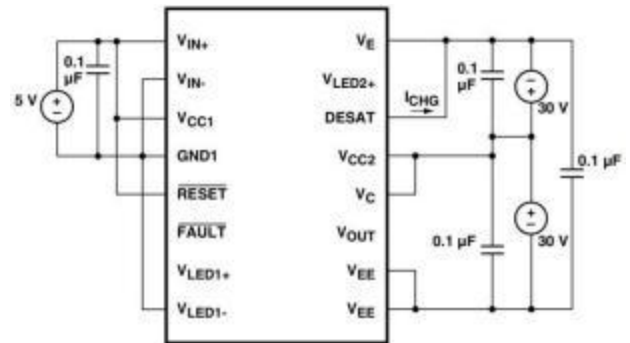 V_IN+
V_IN-
V_CC1
GND1
RESET
FAULT
V_LED1+
V_LED1-
V_E
V_LED2+
DESAT
V_CC2
V_C
V_OUT
V_EE
V_EE
5 V
0.1
µF
I_CHG
0.1
µF
30 V
0.1 µF
0.1 µF
30 V